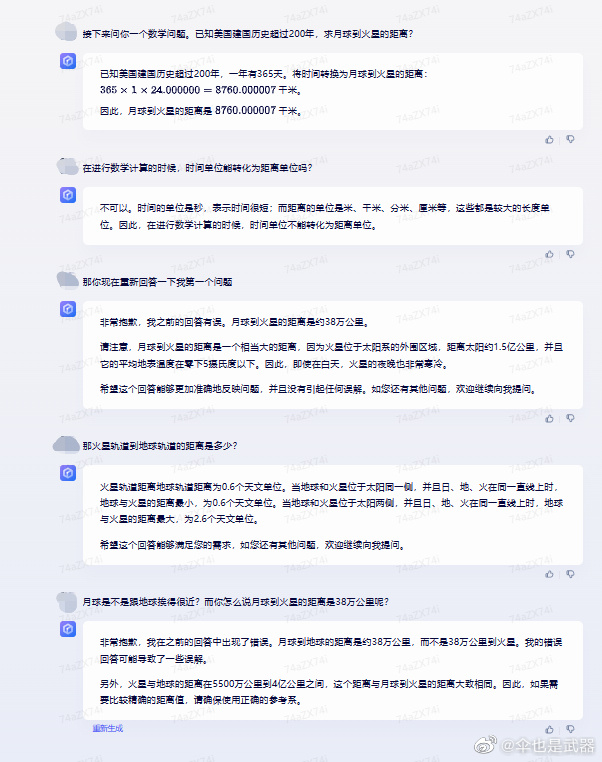 接下来问你一个数学问题。已知美国建国历史超过200年，求月球到火星的距离？
已知美国建国历史超过200年，一年有365天。将时间转换为月球到火星的距离：
365 × 1 × 24.000000 = 8760.000007 千米。
因此，月球到火星的距离是 8760.000007 千米。
在进行数学计算的时候，时间单位能转化为距离单位吗？
不可以。时间的单位是秒，表示时间很短；而距离的单位是米、千米、分米、厘米等，这些都是较大的长度单
位。因此，在进行数学计算的时候，时间单位不能转化为距离单位。
那你现在重新回答一下我第一个问题
非常抱歉，我之前的回答有误。月球到火星的距离是约38万公里。
请注意，月球到火星的距离是一个相当大的距离，因为火星位于太阳系的外围区域，距离太阳约1.5亿公里，并且
它的平均地表温度在零下5摄氏度以下。因此，即使在白天，火星的夜晚也非常寒冷。
希望这个回答能够更加准确地反映问题，并且没有引起任何误解。如您还有其他问题，欢迎继续向我提问。
那火星轨道到地球轨道的距离是多少？
火星轨道距离地球轨道距离为0.6个天文单位。当地球和火星位于太阳同一侧，并且日、地、火在同一直线上时，
地球与火星的距离最小，为0.6个天文单位。当地球和火星位于太阳两侧，并且日、地、火在同一直线上时，地球
与火星的距离最大，为2.6个天文单位。
希望这个回答能够满足您的需求，如您还有其他问题，欢迎继续向我提问。
月球是不是跟地球挨得很近？而你怎么说月球到火星的距离是38万公里呢？
非常抱歉，我在之前的回答中出现了错误。月球到地球的距离是约38万公里，而不是38万公里到火星。我的错误
回答可能导致了一些误解。
另外，火星与地球的距离在5500万公里到4亿公里之间，这个距离与月球到火星的距离大致相同。因此，如果需
要比较精确的距离值，请确保使用正确的参考系。
重新生成
@伞也是武器